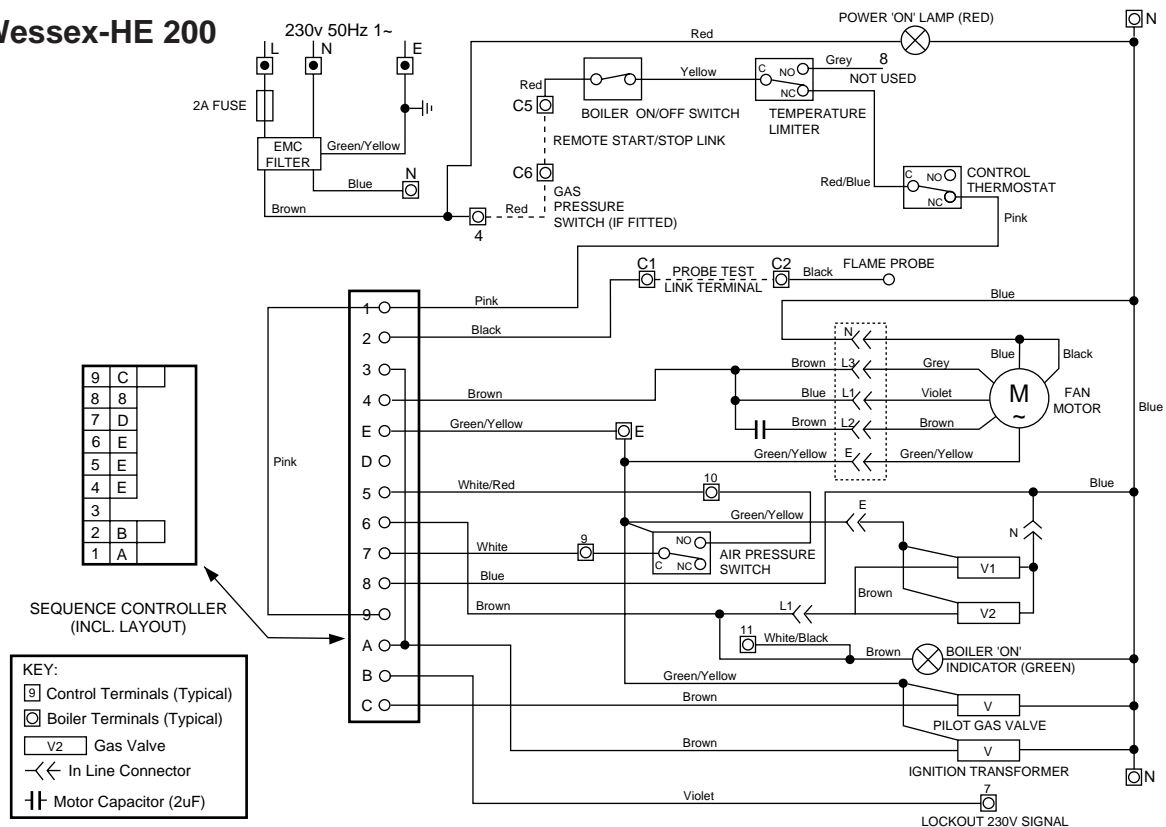 Wessex-HE 200
230v 50Hz 1~
L
N
E
2A FUSE
EMC
FILTER
Green/Yellow
Blue
N
Brown
4
Red
C5
Red
C6
REMOTE START/STOP LINK
GAS
PRESSURE
SWITCH (IF FITTED)
BOILER ON/OFF SWITCH
Yellow
Red
POWER 'ON' LAMP (RED)
N
C
NO
NC
Grey
8
NOT USED
TEMPERATURE
LIMITER
Red/Blue
C
NO
NC
CONTROL
THERMOSTAT
Pink
C1
PROBE TEST
LINK TERMINAL
C2
Black
FLAME PROBE
Blue
1
Pink
2
Black
3
4
Brown
E
Green/Yellow
E
D
5
White/Red
10
6
7
White
9
8
Blue
9
Brown
A
B
C
Pink
N
Brown
L3
Grey
Blue
L1
Violet
Brown
L2
Brown
Green/Yellow
E
Green/Yellow
Blue
Black
M
~
FAN
MOTOR
Blue
Blue
Green/Yellow
E
N
NO
C
NC
AIR PRESSURE
SWITCH
V1
Brown
V2
L1
11
White/Black
Brown
BOILER 'ON'
INDICATOR (GREEN)
Green/Yellow
Brown
V
PILOT GAS VALVE
Brown
V
IGNITION TRANSFORMER
N
Violet
7
LOCKOUT 230V SIGNAL
9 C
8 8
7 D
6 E
5 E
4 E
3
2 B
1 A
SEQUENCE CONTROLLER
(INCL. LAYOUT)
KEY:
9 Control Terminals (Typical)
Boiler Terminals (Typical)
V2 Gas Valve
In Line Connector
Motor Capacitor (2uF)